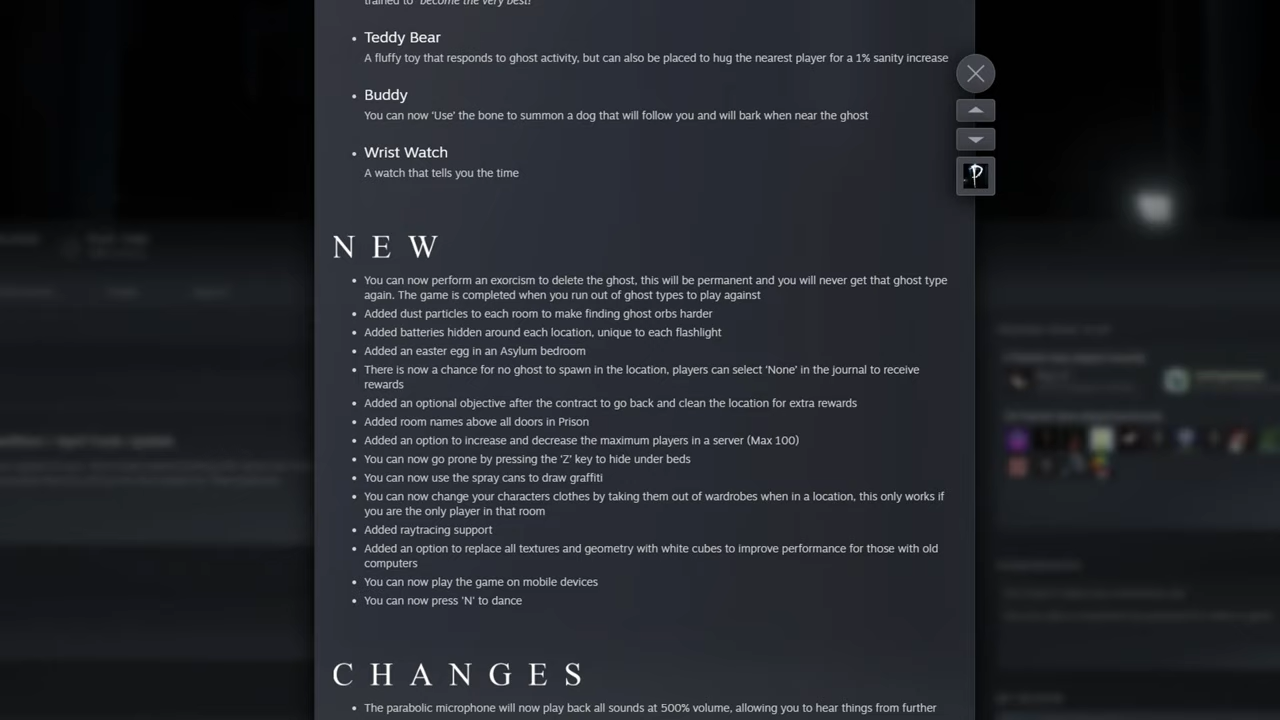 trained to "become the very best!"
Teddy Bear
A fluffy toy that responds to ghost activity, but can also be placed to hug the nearest player for a 1% sanity increase
Buddy
You can now 'Use' the bone to summon a dog that will follow you and will bark when near the ghost
Wrist Watch
A watch that tells you the time
NEW
You can now perform an exorcism to delete the ghost, this will be permanent and you will never get that ghost type
again. The game is completed when you run out of ghost types to play against
Added dust particles to each room to make finding ghost orbs harder
Added batteries hidden around each location, unique to each flashlight
Added an easter egg in an Asylum bedroom
There is now a chance for no ghost to spawn in the location, players can select 'None' in the journal to receive
rewards
Added an optional objective after the contract to go back and clean the location for extra rewards
Added room names above all doors in Prison
Added an option to increase and decrease the maximum players in a server (Max 100)
You can now go prone by pressing the 'Z' key to hide under beds
You can now use the spray cans to draw graffiti
You can now change your characters clothes by taking them out of wardrobes when in a location, this only works if
you are the only player in that room
Added raytracing support
Added an option to replace all textures and geometry with white cubes to improve performance for those with old
computers
You can now play the game on mobile devices
You can now press 'N' to dance
CHANGES
The parabolic microphone will now play back all sounds at 500% volume, allowing you to hear things from further